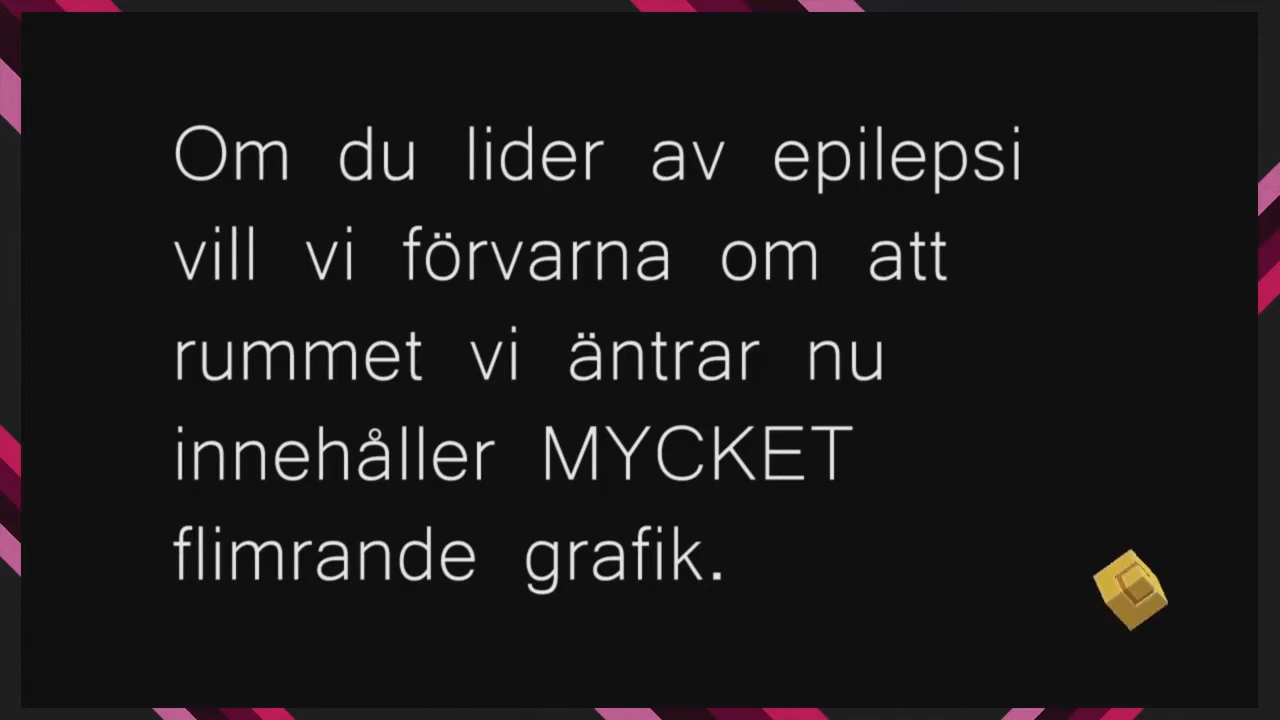 Om du lider av epilepsi
vill vi förvarna om att
rummet vi äntrar nu
innehåller MYCKET
flimrande grafik.